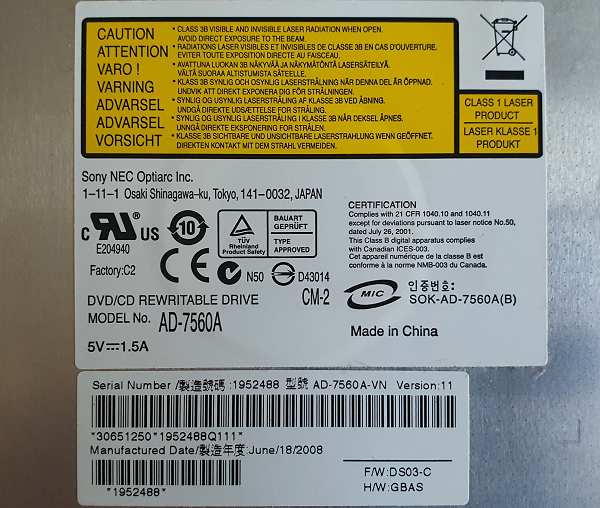 CAUTION
ATTENTION
VARO !
VARNING
ADVARSEL
ADVARSEL
VORSICHT
• CLASS 3B VISIBLE AND INVISIBLE LASER RADIATION WHEN OPEN.
AVOID DIRECT EXPOSURE TO THE BEAM.
• RADIATIONS LASER VISIBLES ET INVISIBLES DE CLASSE 3B EN CAS D'OUVERTURE.
EVITER TOUTE EXPOSITION DIRECTE AU FAISCEAU.
• AVATTUNA LUOKAN 3B NÄKYVÄÄ JA NÄKYMÄTÖNTÄ LASERSÄTEILYÄ.
VÄLTÄ SUORAA ALTISTUMISTA SÄTEELLE.
• KLASS 3B SYNLIG OCH OSYNLIG LASERSTRÅLNING NÄR DENNA DEL ÄR ÖPPNAD.
UNDVIK ATT DIREKT EXPONERA DIG FÖR STRÅLNINGEN.
• SYNLIG OG USYNLIG LASERSTRÅLING AF KLASSE 3B VED ÅBNING.
UNDGÅ DIREKTE UDSÆTTELSE FOR STRÅLING.
• SYNLIG OG USYNLIG LASERSTRÅLING I KLASSE 3B NÅR DEKSEL ÅPNES.
UNNGÅ DIREKTE EKSPONERING FOR STRÅLEN.
• KLASSE 3B SICHTBARE UND UNSICHTBARE LASERSTRAHLUNG WENN GEÖFFNET.
DIREKTEN KONTAKT MIT DEM STRAHL VERMEIDEN.
CLASS 1 LASER
PRODUCT
LASER KLASSE 1
PRODUKT
Sony NEC Optiarc Inc.
1-11-1 Osaki Shinagawa-ku, Tokyo, 141-0032, JAPAN
C RU US
E204940
10
TÜV
Rheinland
Product Safety
BAUART
GEPRÜFT
TYPE
APPROVED
Factory:C2
CE
N50
D43014
DVD/CD REWRITABLE DRIVE
CM-2
MODEL No. AD-7560A
5V⎓1.5A
CERTIFICATION
Complies with 21 CFR 1040.10 and 1040.11
except for deviations pursuant to laser notice No.50,
dated July 26, 2001.
This Class B digital apparatus complies
with Canadian ICES-003.
Cet appareil numérique de la classe B est
conforme à la norme NMB-003 du Canada.
MIC
인증번호:
SOK-AD-7560A(B)
Made in China
Serial Number /製造號碼:1952488 型號 AD-7560A-VN Version:11
*30651250*1952488Q111*
Manufactured Date/製造年度:June/18/2008
*1952488*
F/W:DS03-C
H/W:GBAS